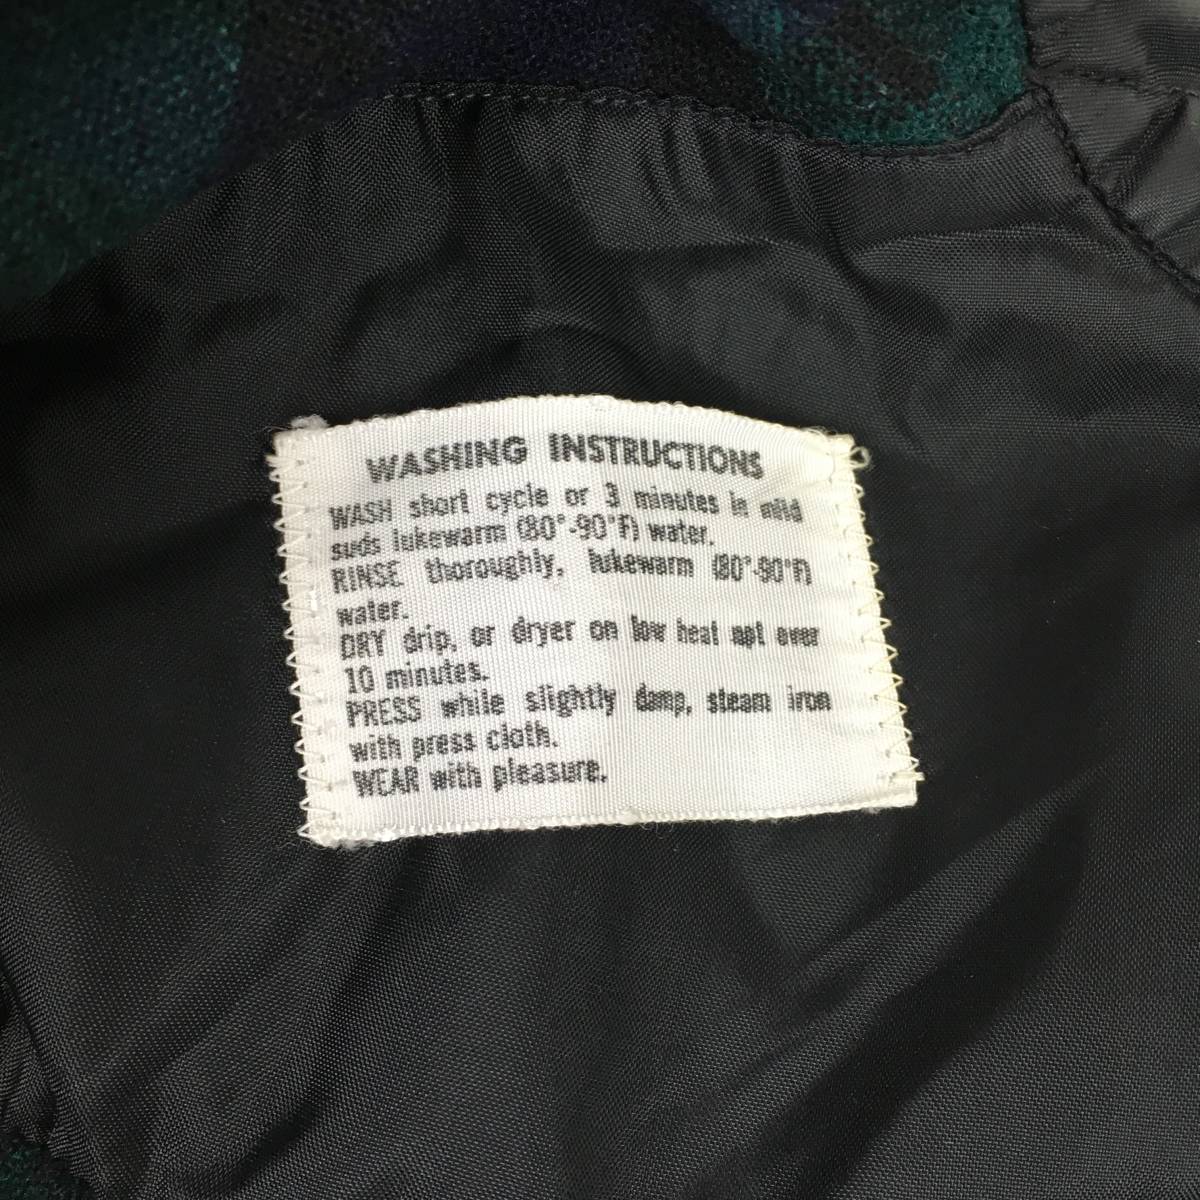 WASHING INSTRUCTIONS
WASH short cycle or 3 minutes in mild
suds lukewarm (80°-90°F) water.
RINSE thoroughly, lukewarm (80°-90°F)
water.
DRY drip, or dryer on low heat npt over
10 minutes.
PRESS while slightly damp, steam iron
with press cloth.
WEAR with pleasure.